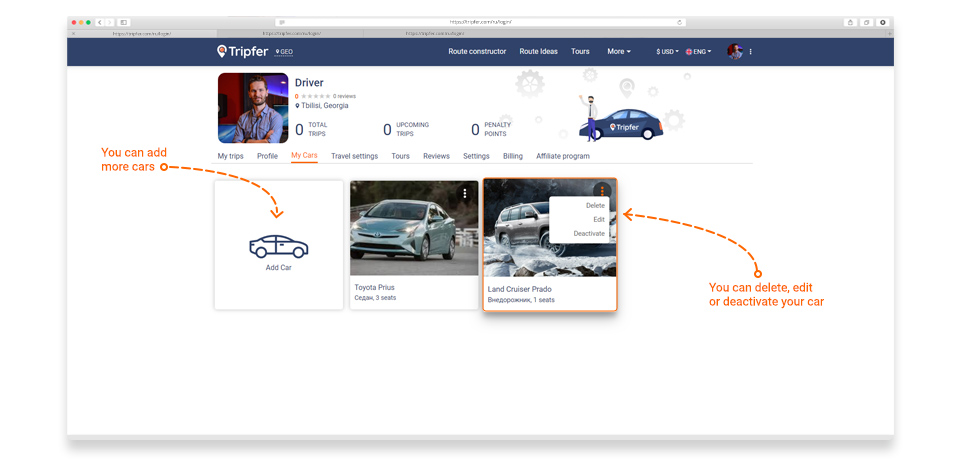 https://tripfer.com/ru/login/
https://tripfer.com/ru/login/
https://tripfer.com/ru/login/
https://tripfer.com/ru/login/
Tripfer
GEO
Route constructor
Route Ideas
Tours
More
$ USD
ENG
Driver
0 0 reviews
Tbilisi, Georgia
0 TOTAL TRIPS
0 UPCOMING TRIPS
0 PENALTY POINTS
Tripfer
My trips
Profile
My Cars
Travel settings
Tours
Reviews
Settings
Billing
Affiliate program
You can add
more cars
Add Car
Toyota Prius
Седан, 3 seats
Delete
Edit
Deactivate
Land Cruiser Prado
Внедорожник, 1 seats
You can delete, edit
or deactivate your car